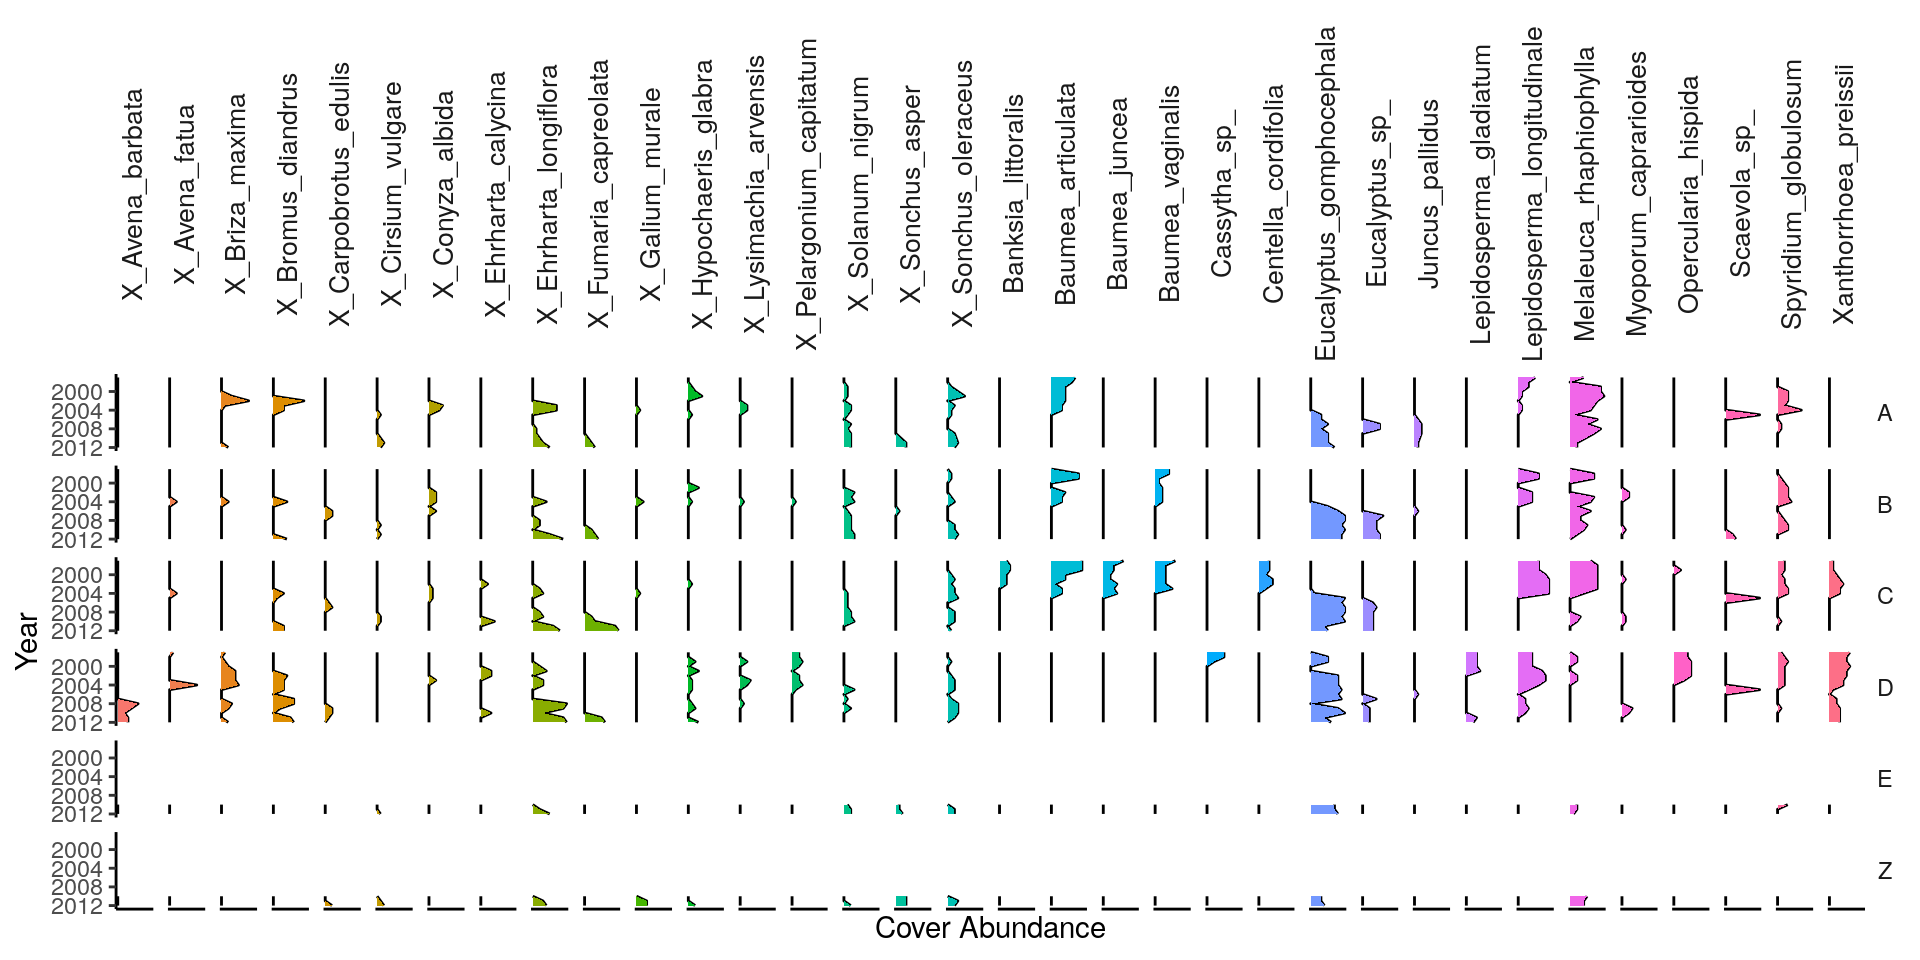 X_Avena_barbata
X_Avena_fatua
X_Briza_maxima
X_Bromus_diandrus
X_Carpobrotus_edulis
X_Cirsium_vulgare
X_Conyza_albida
X_Ehrharta_calycina
X_Ehrharta_longiflora
X_Fumaria_capreolata
X_Galium_murale
X_Hypochaeris_glabra
X_Lysimachia_arvensis
X_Pelargonium_capitatum
X_Solanum_nigrum
X_Sonchus_asper
X_Sonchus_oleraceus
Banksia_littoralis
Baumea_articulata
Baumea_juncea
Baumea_vaginalis
Cassytha_sp_
Centella_cordifolia
Eucalyptus_gomphocephala
Eucalyptus_sp_
Juncus_pallidus
Lepidosperma_gladiatum
Lepidosperma_longitudinale
Melaleuca_rhaphiophylla
Myoporum_caprarioides
Opercularia_hispida
Scaevola_sp_
Spyridium_globulosum
Xanthorrhoea_preissii
2000
2004
2008
2012
A
2000
2004
2008
2012
B
2000
2004
2008
2012
C
2000
2004
2008
2012
D
2000
2004
2008
2012
E
2000
2004
2008
2012
Z
Year
Cover Abundance